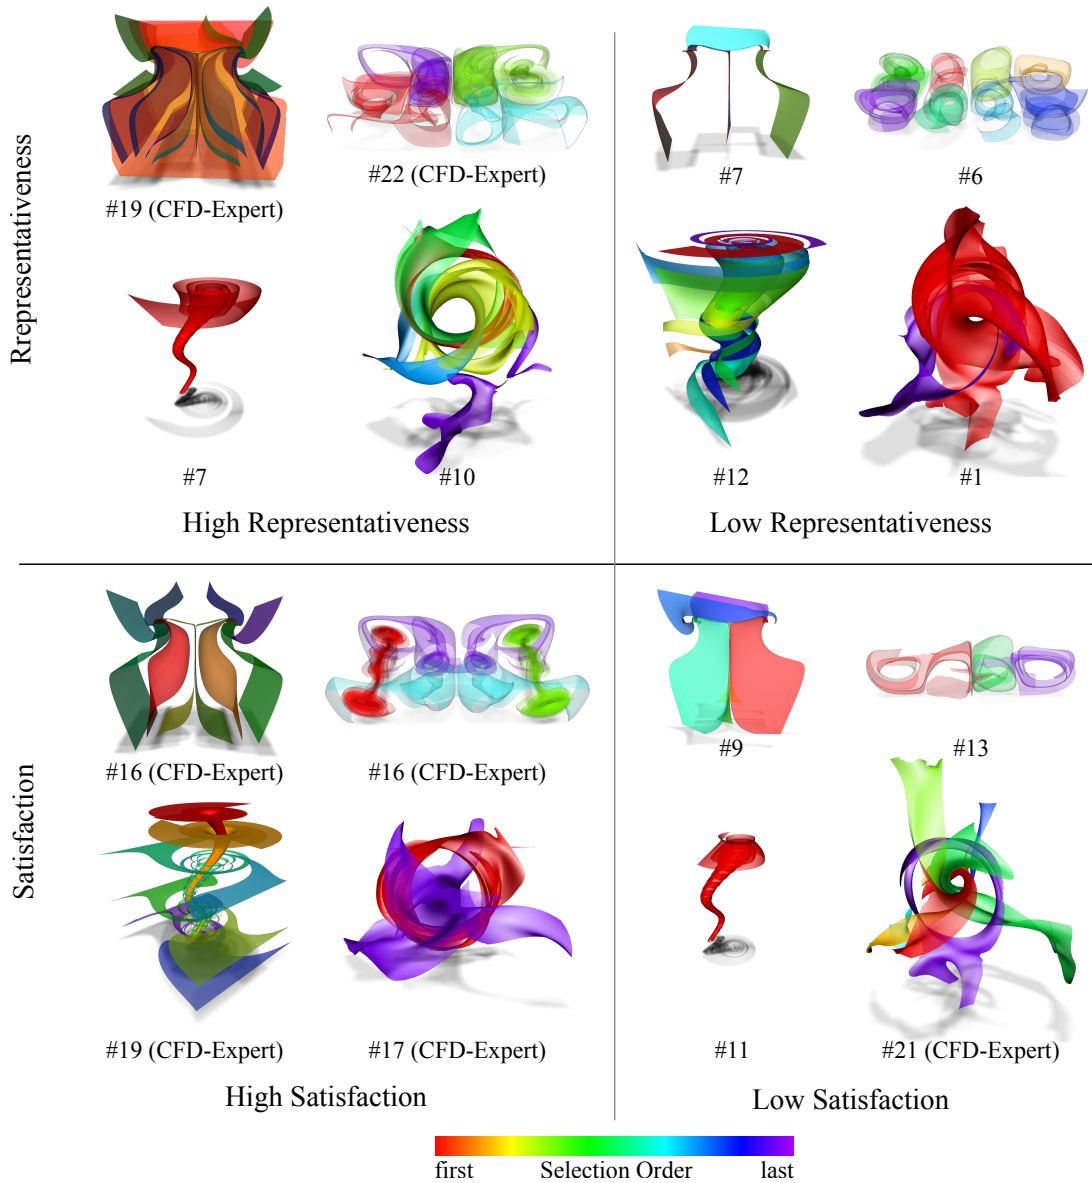 Rrpresentativeness
#19 (CFD-Expert)
#22 (CFD-Expert)
#7
#6
#7
#10
#12
#1
High Representativeness
Low Representativeness
Satisfaction
#16 (CFD-Expert)
#16 (CFD-Expert)
#9
#13
#19 (CFD-Expert)
#17 (CFD-Expert)
#11
#21 (CFD-Expert)
High Satisfaction
Low Satisfaction
first Selection Order last